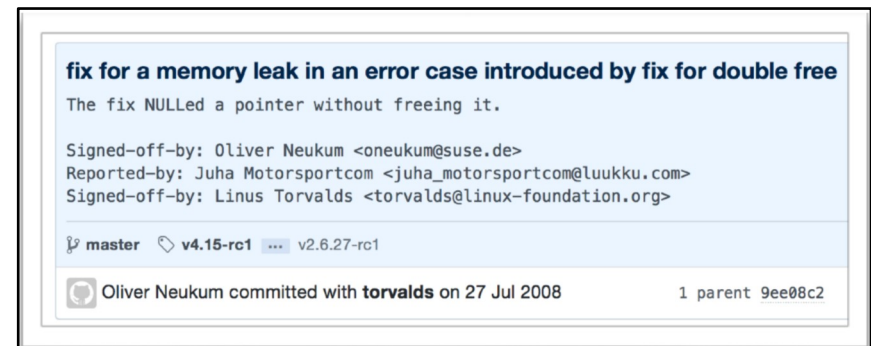 fix for a memory leak in an error case introduced by fix for double free
The fix NULLed a pointer without freeing it.
Signed-off-by: Oliver Neukum <oneukum@suse.de>
Reported-by: Juha Motorsportcom <juha_motorsportcom@luukku.com>
Signed-off-by: Linus Torvalds <torvalds@linux-foundation.org>
master v4.15-rc1 ... v2.6.27-rc1
Oliver Neukum committed with torvalds on 27 Jul 2008 1 parent 9ee08c2